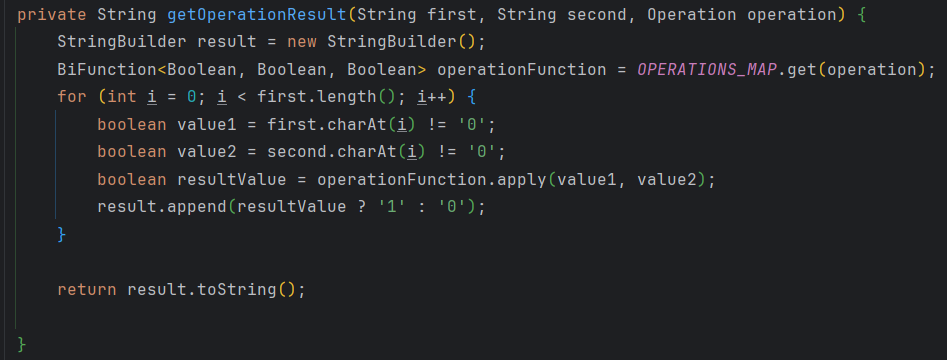 private String getOperationResult(String first, String second, Operation operation) {
    StringBuilder result = new StringBuilder();
    BiFunction<Boolean, Boolean, Boolean> operationFunction = OPERATIONS_MAP.get(operation);
    for (int i = 0; i < first.length(); i++) {
        boolean value1 = first.charAt(i) != '0';
        boolean value2 = second.charAt(i) != '0';
        boolean resultValue = operationFunction.apply(value1, value2);
        result.append(resultValue ? '1' : '0');
    }
    return result.toString();
}